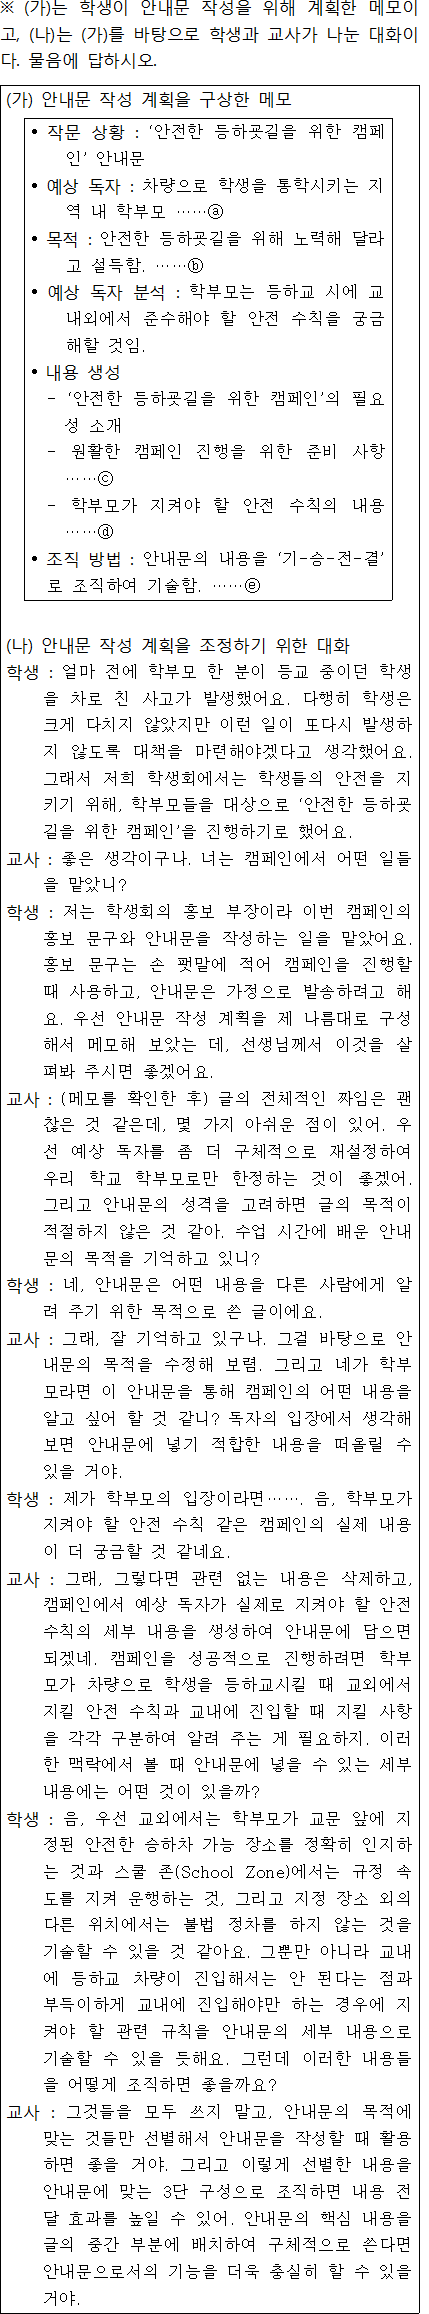 ※ (가)는 학생이 안내문 작성을 위해 계획한 메모이
고, (나)는 (가)를 바탕으로 학생과 교사가 나눈 대화이
다. 물음에 답하시오.
(가) 안내문 작성 계획을 구상한 메모
• 작문 상황 : ‘안전한 등하굣길을 위한 캠페
인’ 안내문
• 예상 독자 : 차량으로 학생을 통학시키는 지
역 내 학부모 ……ⓐ
• 목적 : 안전한 등하굣길을 위해 노력해 달라
고 설득함. ……ⓑ
• 예상 독자 분석 : 학부모는 등하교 시에 교
내외에서 준수해야 할 안전 수칙을 궁금
해할 것임.
• 내용 생성
- ‘안전한 등하굣길을 위한 캠페인’의 필요
성 소개
- 원활한 캠페인 진행을 위한 준비 사항
……ⓒ
- 학부모가 지켜야 할 안전 수칙의 내용
……ⓓ
• 조직 방법 : 안내문의 내용을 ‘기-승-전-결’
로 조직하여 기술함. ……ⓔ
(나) 안내문 작성 계획을 조정하기 위한 대화
학생 : 얼마 전에 학부모 한 분이 등교 중이던 학생
을 차로 친 사고가 발생했어요. 다행히 학생은
크게 다치지 않았지만 이런 일이 또다시 발생하
지 않도록 대책을 마련해야겠다고 생각했어요.
그래서 저희 학생회에서는 학생들의 안전을 지
키기 위해, 학부모들을 대상으로 ‘안전한 등하굣
길을 위한 캠페인’을 진행하기로 했어요.
교사 : 좋은 생각이구나. 너는 캠페인에서 어떤 일들
을 맡았니?
학생 : 저는 학생회의 홍보 부장이라 이번 캠페인의
홍보 문구와 안내문을 작성하는 일을 맡았어요.
홍보 문구는 손 팻말에 적어 캠페인을 진행할
때 사용하고, 안내문은 가정으로 발송하려고 해
요. 우선 안내문 작성 계획을 제 나름대로 구성
해서 메모해 보았는 데, 선생님께서 이것을 살
펴봐 주시면 좋겠어요.
교사 : (메모를 확인한 후) 글의 전체적인 짜임은 괜
찮은 것 같은데, 몇 가지 아쉬운 점이 있어. 우
선 예상 독자를 좀 더 구체적으로 재설정하여
우리 학교 학부모로만 한정하는 것이 좋겠어.
그리고 안내문의 성격을 고려하면 글의 목적이
적절하지 않은 것 같아. 수업 시간에 배운 안내
문의 목적을 기억하고 있니?
학생 : 네, 안내문은 어떤 내용을 다른 사람에게 알
려 주기 위한 목적으로 쓴 글이에요.
교사 : 그래, 잘 기억하고 있구나. 그걸 바탕으로 안
내문의 목적을 수정해 보렴. 그리고 네가 학부
모라면 이 안내문을 통해 캠페인의 어떤 내용을
알고 싶어 할 것 같니? 독자의 입장에서 생각해
보면 안내문에 넣기 적합한 내용을 떠올릴 수
있을 거야.
학생 : 제가 학부모의 입장이라면……. 음, 학부모가
지켜야 할 안전 수칙 같은 캠페인의 실제 내용
이 더 궁금할 것 같네요.
교사 : 그래, 그렇다면 관련 없는 내용은 삭제하고,
캠페인에서 예상 독자가 실제로 지켜야 할 안전
수칙의 세부 내용을 생성하여 안내문에 담으면
되겠네. 캠페인을 성공적으로 진행하려면 학부
모가 차량으로 학생을 등하교시킬 때 교외에서
지킬 안전 수칙과 교내에 진입할 때 지킬 사항
을 각각 구분하여 알려 주는 게 필요하지. 이러
한 맥락에서 볼 때 안내문에 넣을 수 있는 세부
내용에는 어떤 것이 있을까?
학생 : 음, 우선 교외에서는 학부모가 교문 앞에 지
정된 안전한 승하차 가능 장소를 정확히 인지하
는 것과 스쿨 존(School Zone)에서는 규정 속
도를 지켜 운행하는 것, 그리고 지정 장소 외의
다른 위치에서는 불법 정차를 하지 않는 것을
기술할 수 있을 것 같아요. 그뿐만 아니라 교내
에 등하교 차량이 진입해서는 안 된다는 점과
부득이하게 교내에 진입해야만 하는 경우에 지
켜야 할 관련 규칙을 안내문의 세부 내용으로
기술할 수 있을 듯해요. 그런데 이러한 내용들
을 어떻게 조직하면 좋을까요?
교사 : 그것들을 모두 쓰지 말고, 안내문의 목적에
맞는 것들만 선별해서 안내문을 작성할 때 활용
하면 좋을 거야. 그리고 이렇게 선별한 내용을
안내문에 맞는 3단 구성으로 조직하면 내용 전
달 효과를 높일 수 있어. 안내문의 핵심 내용을
글의 중간 부분에 배치하여 구체적으로 쓴다면
안내문으로서의 기능을 더욱 충실히 할 수 있을
거야.